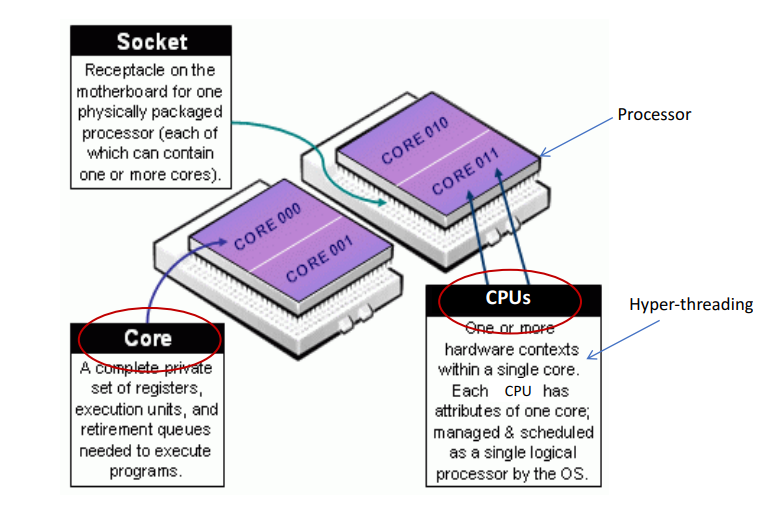 Socket
Receptacle on the
motherboard for one
physically packaged
processor (each of
which can contain
one or more cores).
CORE 010
CORE 011
Processor
CORE 000
CORE 001
Core
A complete private
set of registers,
execution units, and
retirement queues
needed to execute
programs.
CPUs
One or more
hardware contexts
within a single core.
Each CPU has
attributes of one core;
managed & scheduled
as a single logical
processor by the OS.
Hyper-threading